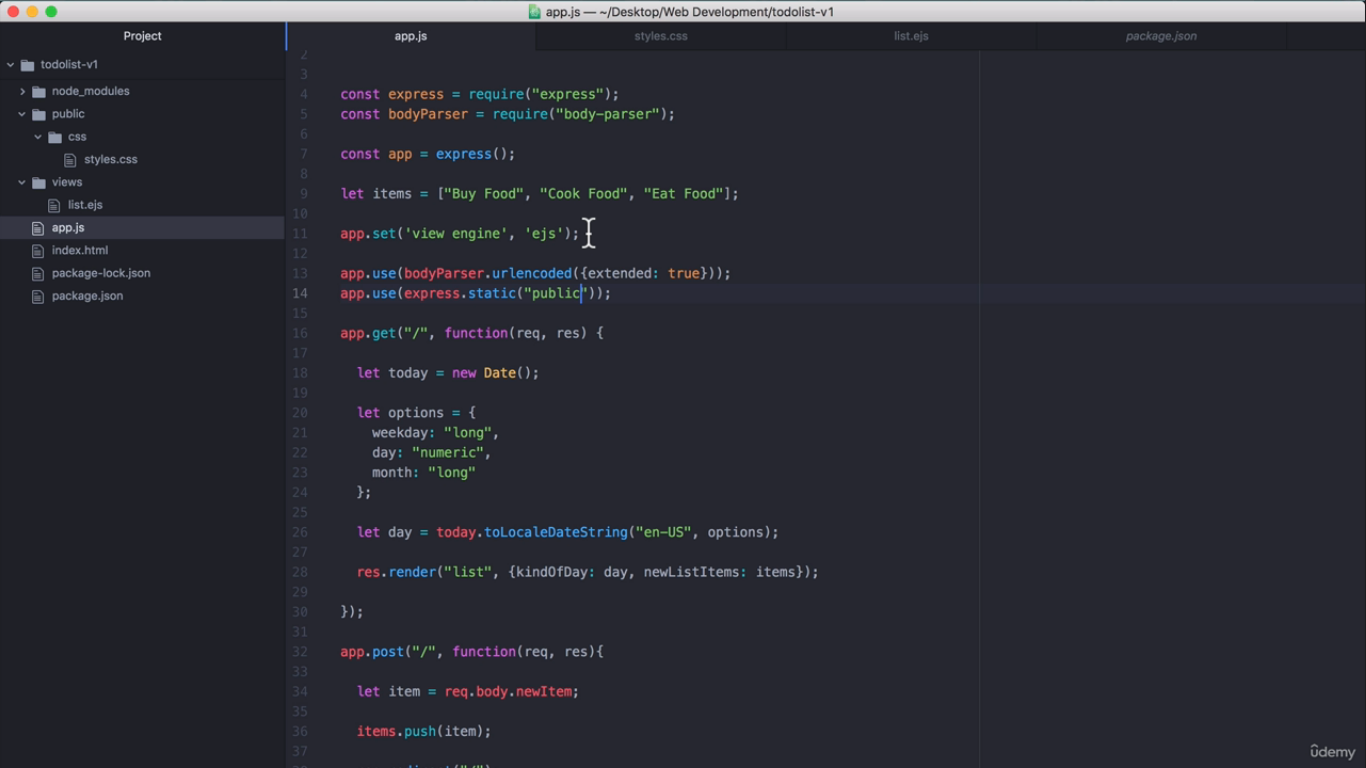 app.js — ~/Desktop/Web Development/todolist-v1
Project
app.js
styles.css
list.ejs
package.json
todolist-v1
node_modules
public
css
styles.css
views
list.ejs
app.js
index.html
package-lock.json
package.json
2
3
4 const express = require("express");
5 const bodyParser = require("body-parser");
6
7 const app = express();
8
9 let items = ["Buy Food", "Cook Food", "Eat Food"];
10
11 app.set('view engine', 'ejs');
12
13 app.use(bodyParser.urlencoded({extended: true}));
14 app.use(express.static("public"));
15
16 app.get("/", function(req, res) {
17
18 let today = new Date();
19
20 let options = {
21 weekday: "long",
22 day: "numeric",
23 month: "long"
24 };
25
26 let day = today.toLocaleDateString("en-US", options);
27
28 res.render("list", {kindOfDay: day, newListItems: items});
29
30 });
31
32 app.post("/", function(req, res){
33
34 let item = req.body.newItem;
35
36 items.push(item);
37
ûdemy